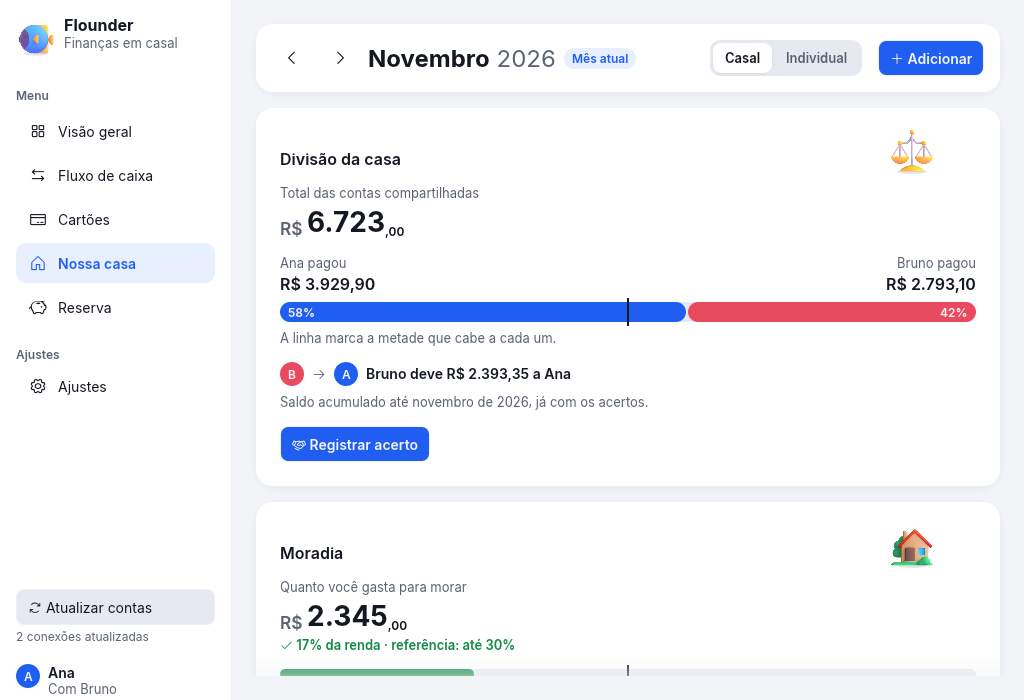 Flounder
Finanças em casal
Menu
Visão geral
Fluxo de caixa
Cartões
Nossa casa
Reserva
Ajustes
Ajustes
Atualizar contas
2 conexões atualizadas
A
Ana
Com Bruno
Novembro 2026 Mês atual
Casal Individual
+ Adicionar
Divisão da casa
Total das contas compartilhadas
R$ 6.723,00
Ana pagou Bruno pagou
R$ 3.929,90 R$ 2.793,10
58% 42%
A linha marca a metade que cabe a cada um.
B → A Bruno deve R$ 2.393,35 a Ana
Saldo acumulado até novembro de 2026, já com os acertos.
Registrar acerto
Moradia
Quanto você gasta para morar
R$ 2.345,00
✓ 17% da renda · referência: até 30%